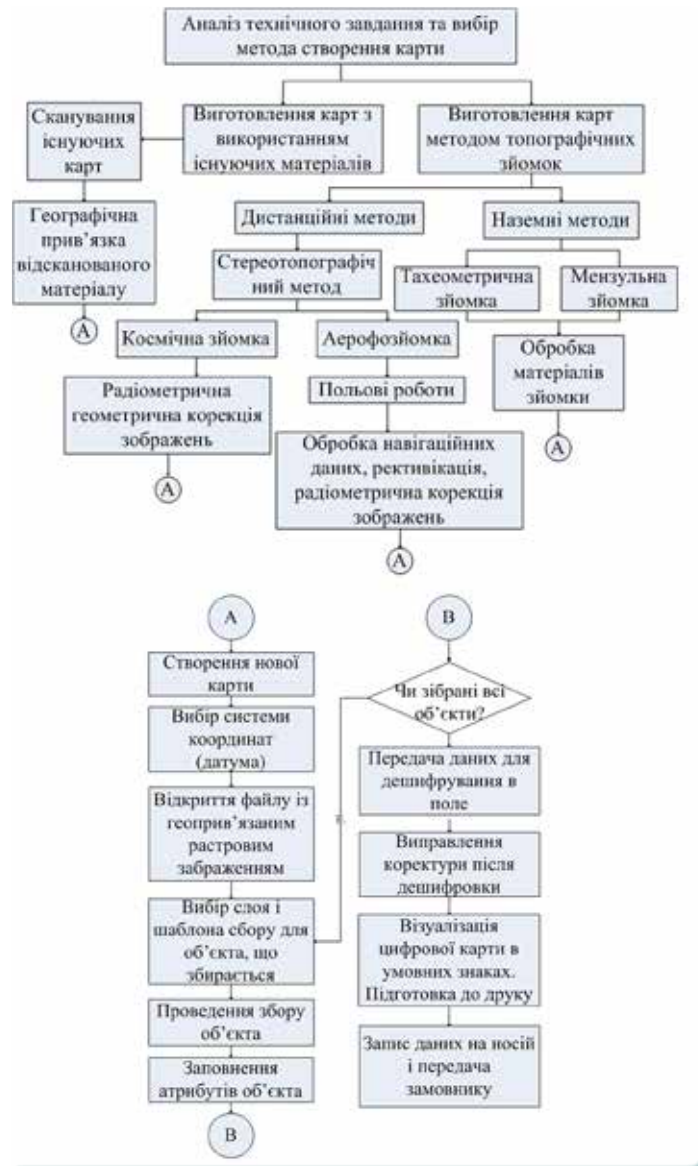 Аналіз технічного завдання та вибір
метода створення карти
Сканування
існуючих
карт
Виготовлення карт з
використанням
існуючих матеріалів
Виготовлення карт
методом топографічних
зйомок
Географічна
прив’язка
відсканованого
матеріалу
Дистанційні методи
Наземні методи
Стереотопографіч
ний метод
Тахеометрична
зйомка
Мензульна
зйомка
А
Космічна зйомка
Аерофозйомка
Обробка
матеріалів
зйомки
Радіометрична
геометрична корекція
зображень
Польові роботи
А
Обробка навігаційних
даних, рективікація,
радіометрична корекція
зображень
А
А
А
Створення нової
карти
Вибір системи
координат
(датума)
Відкриття файлу із
геоприв’язаним
растровим
забраженням
Вибір слоя і
шаблона сбору для
об’єкта, що
збирається
Проведення збору
об’єкта
Заповнення
атрибутів об’єкта
В
В
Чи зібрані всі
об’єкти?
Передача даних для
дешифрування в
поле
Виправлення
коректури після
дешифровки
Візуалізація
цифрової карти в
умовних знаках.
Підготовка до друку
Запис даних на носій
і передача
замовнику